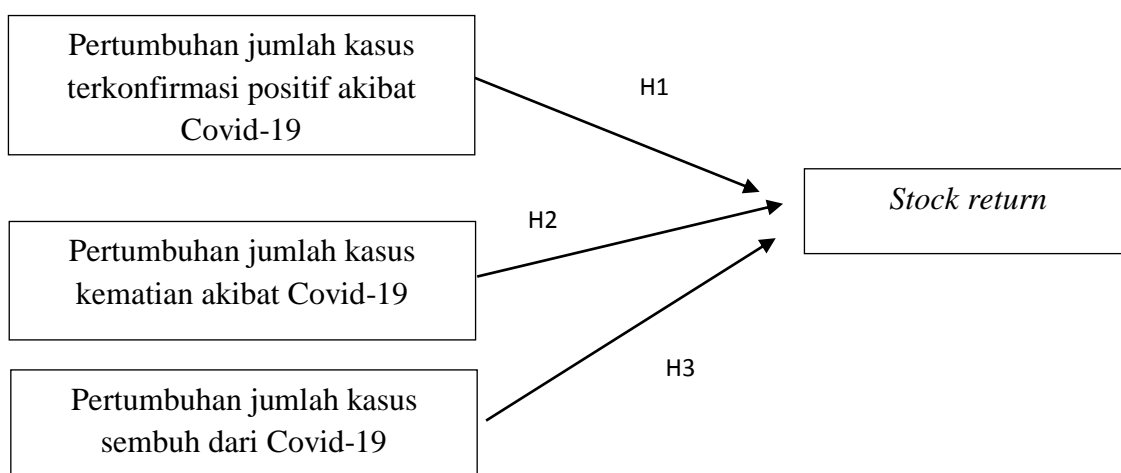 Pertumbuhan jumlah kasus
terkonfirmasi positif akibat
Covid-19
H1
Stock return
Pertumbuhan jumlah kasus
kematian akibat Covid-19
H2
Pertumbuhan jumlah kasus
sembuh dari Covid-19
H3